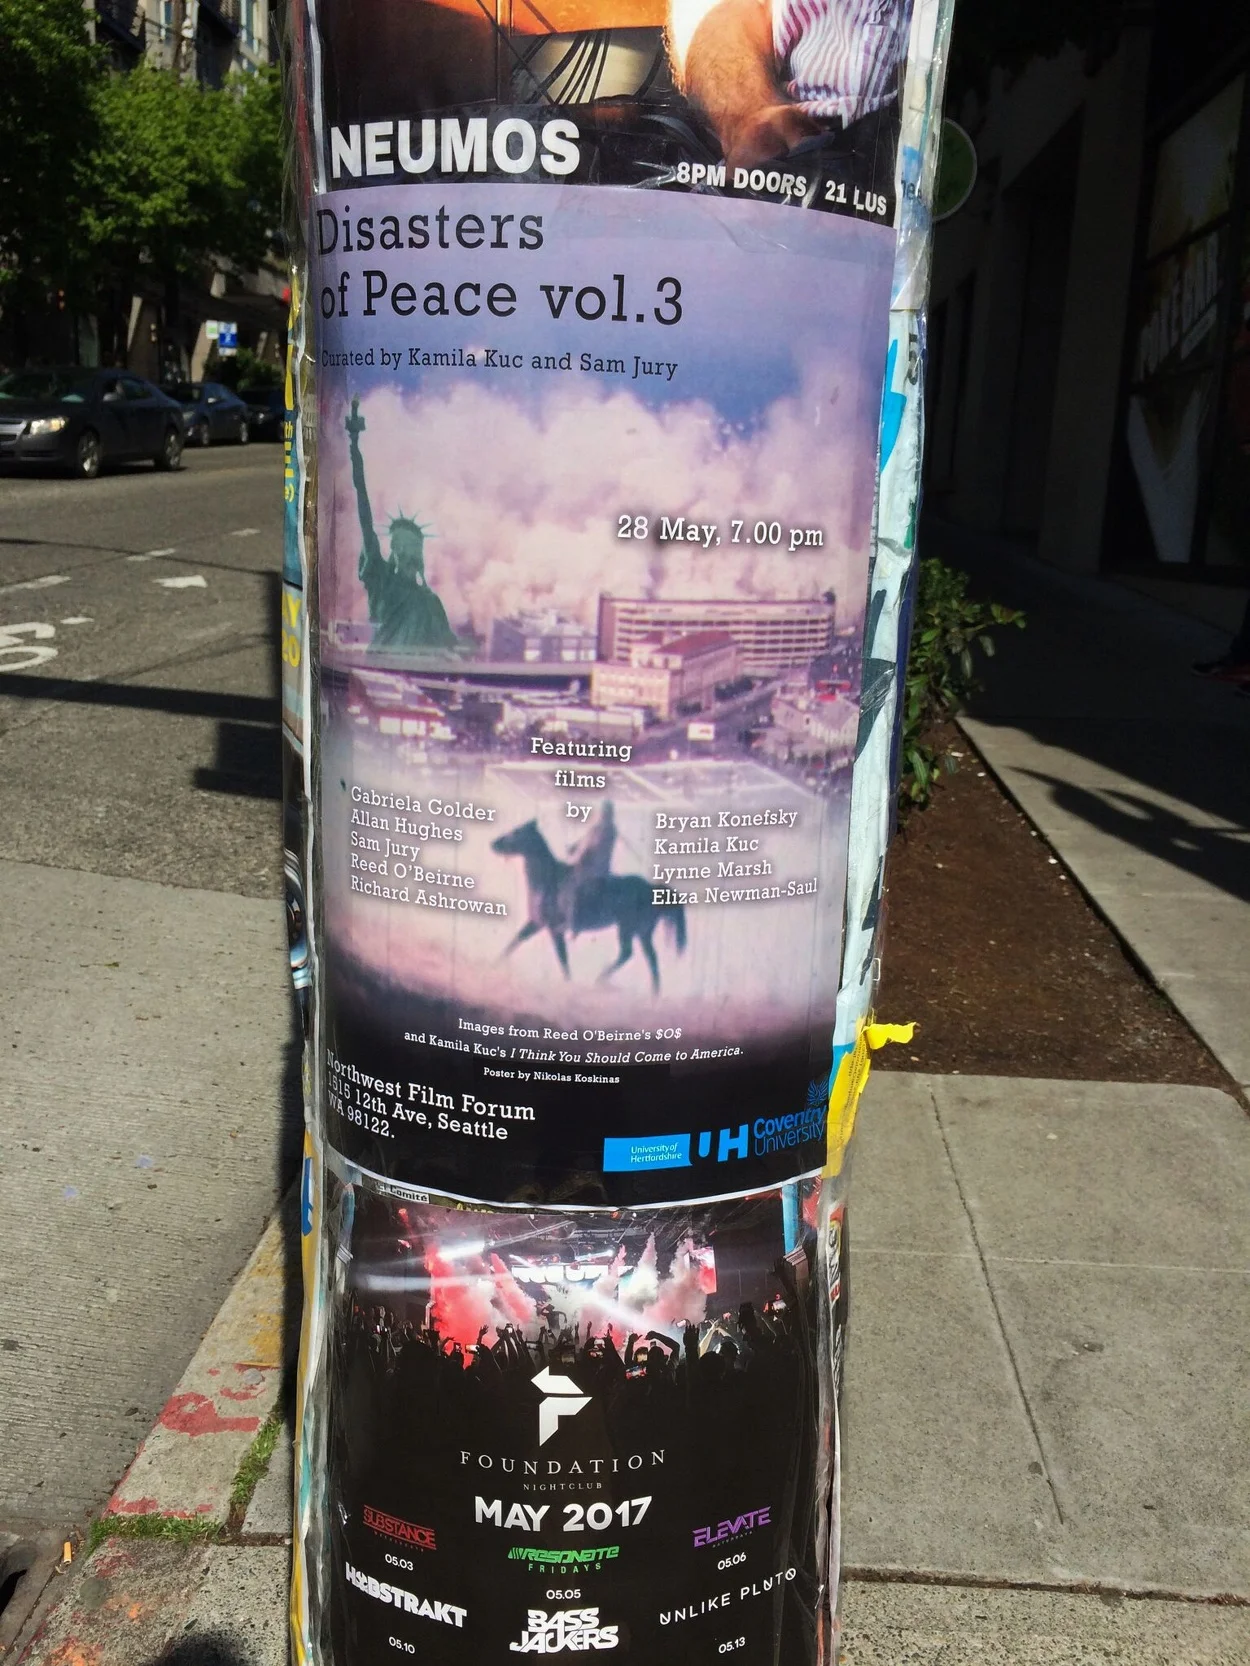 NEUMOS
8PM DOORS / 21
Disasters
of Peace vol.3
Curated by Kamila Kuc and Sam Jury
28 May, 7.00 pm
Featuring
films
by
Gabriela Golder
Allan Hughes
Sam Jury
Reed O'Beirne
Richard Ashrowan
Bryan Konefsky
Kamila Kuc
Lynne Marsh
Eliza Newman-Saul
Images from Reed O'Beirne's $O$
and Kamila Kuc's I Think You Should Come to America.
Poster by Nikolas Koskinas
Northwest Film Forum
1515 12th Ave, Seattle
WA 98122.
University of
Hertfordshire
UH
Coventry
University
Comité
FOUNDATION
NIGHTCLUB
MAY 2017
SUBSTANCE
05.03
HABSTRAKT
05.10
RESONATE
FRIDAYS
05.05
BASS
JACKERS
ELEVATE
05.06
UNLIKE PLUTO
05.13